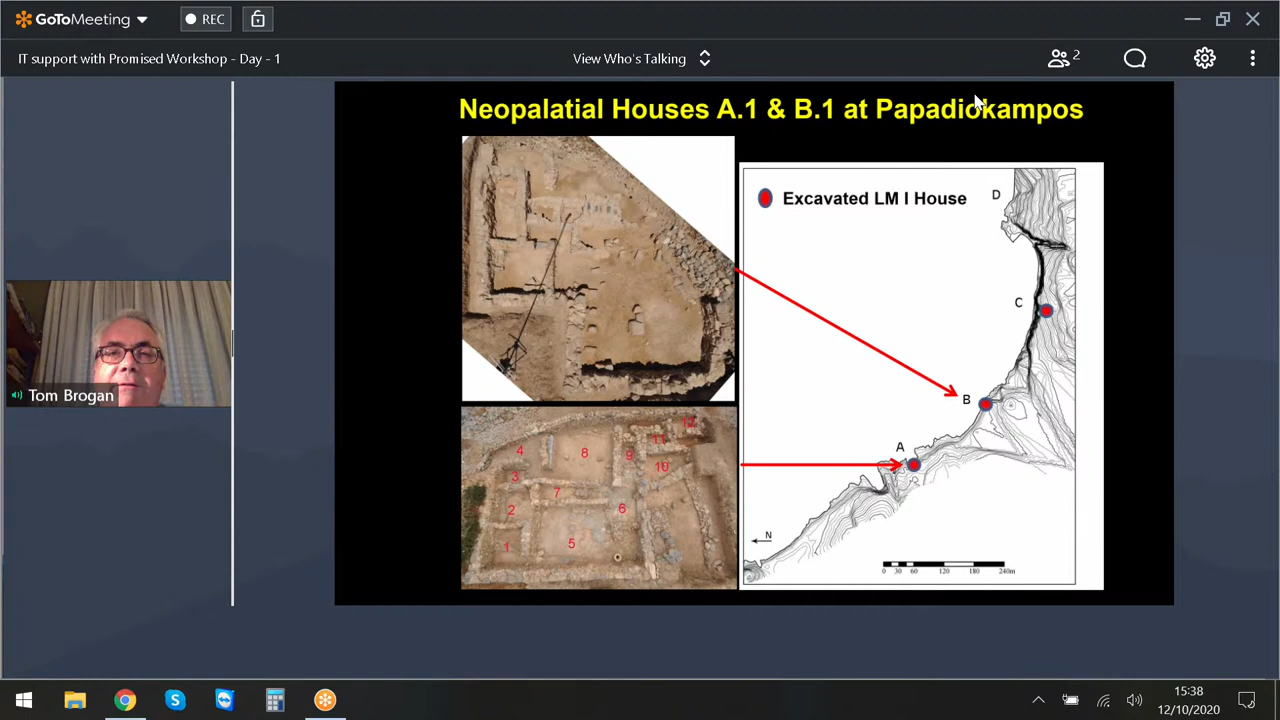 GoToMeeting
REC
IT support with Promised Workshop - Day - 1
View Who's Talking
2
Neopalatial Houses A.1 & B.1 at Papadiokampos
Excavated LM I House
D
C
B
A
N
0 30 60 120 180 240m
4
8
9
11
12
3
7
10
2
6
1
5
Tom Brogan
15:38
12/10/2020